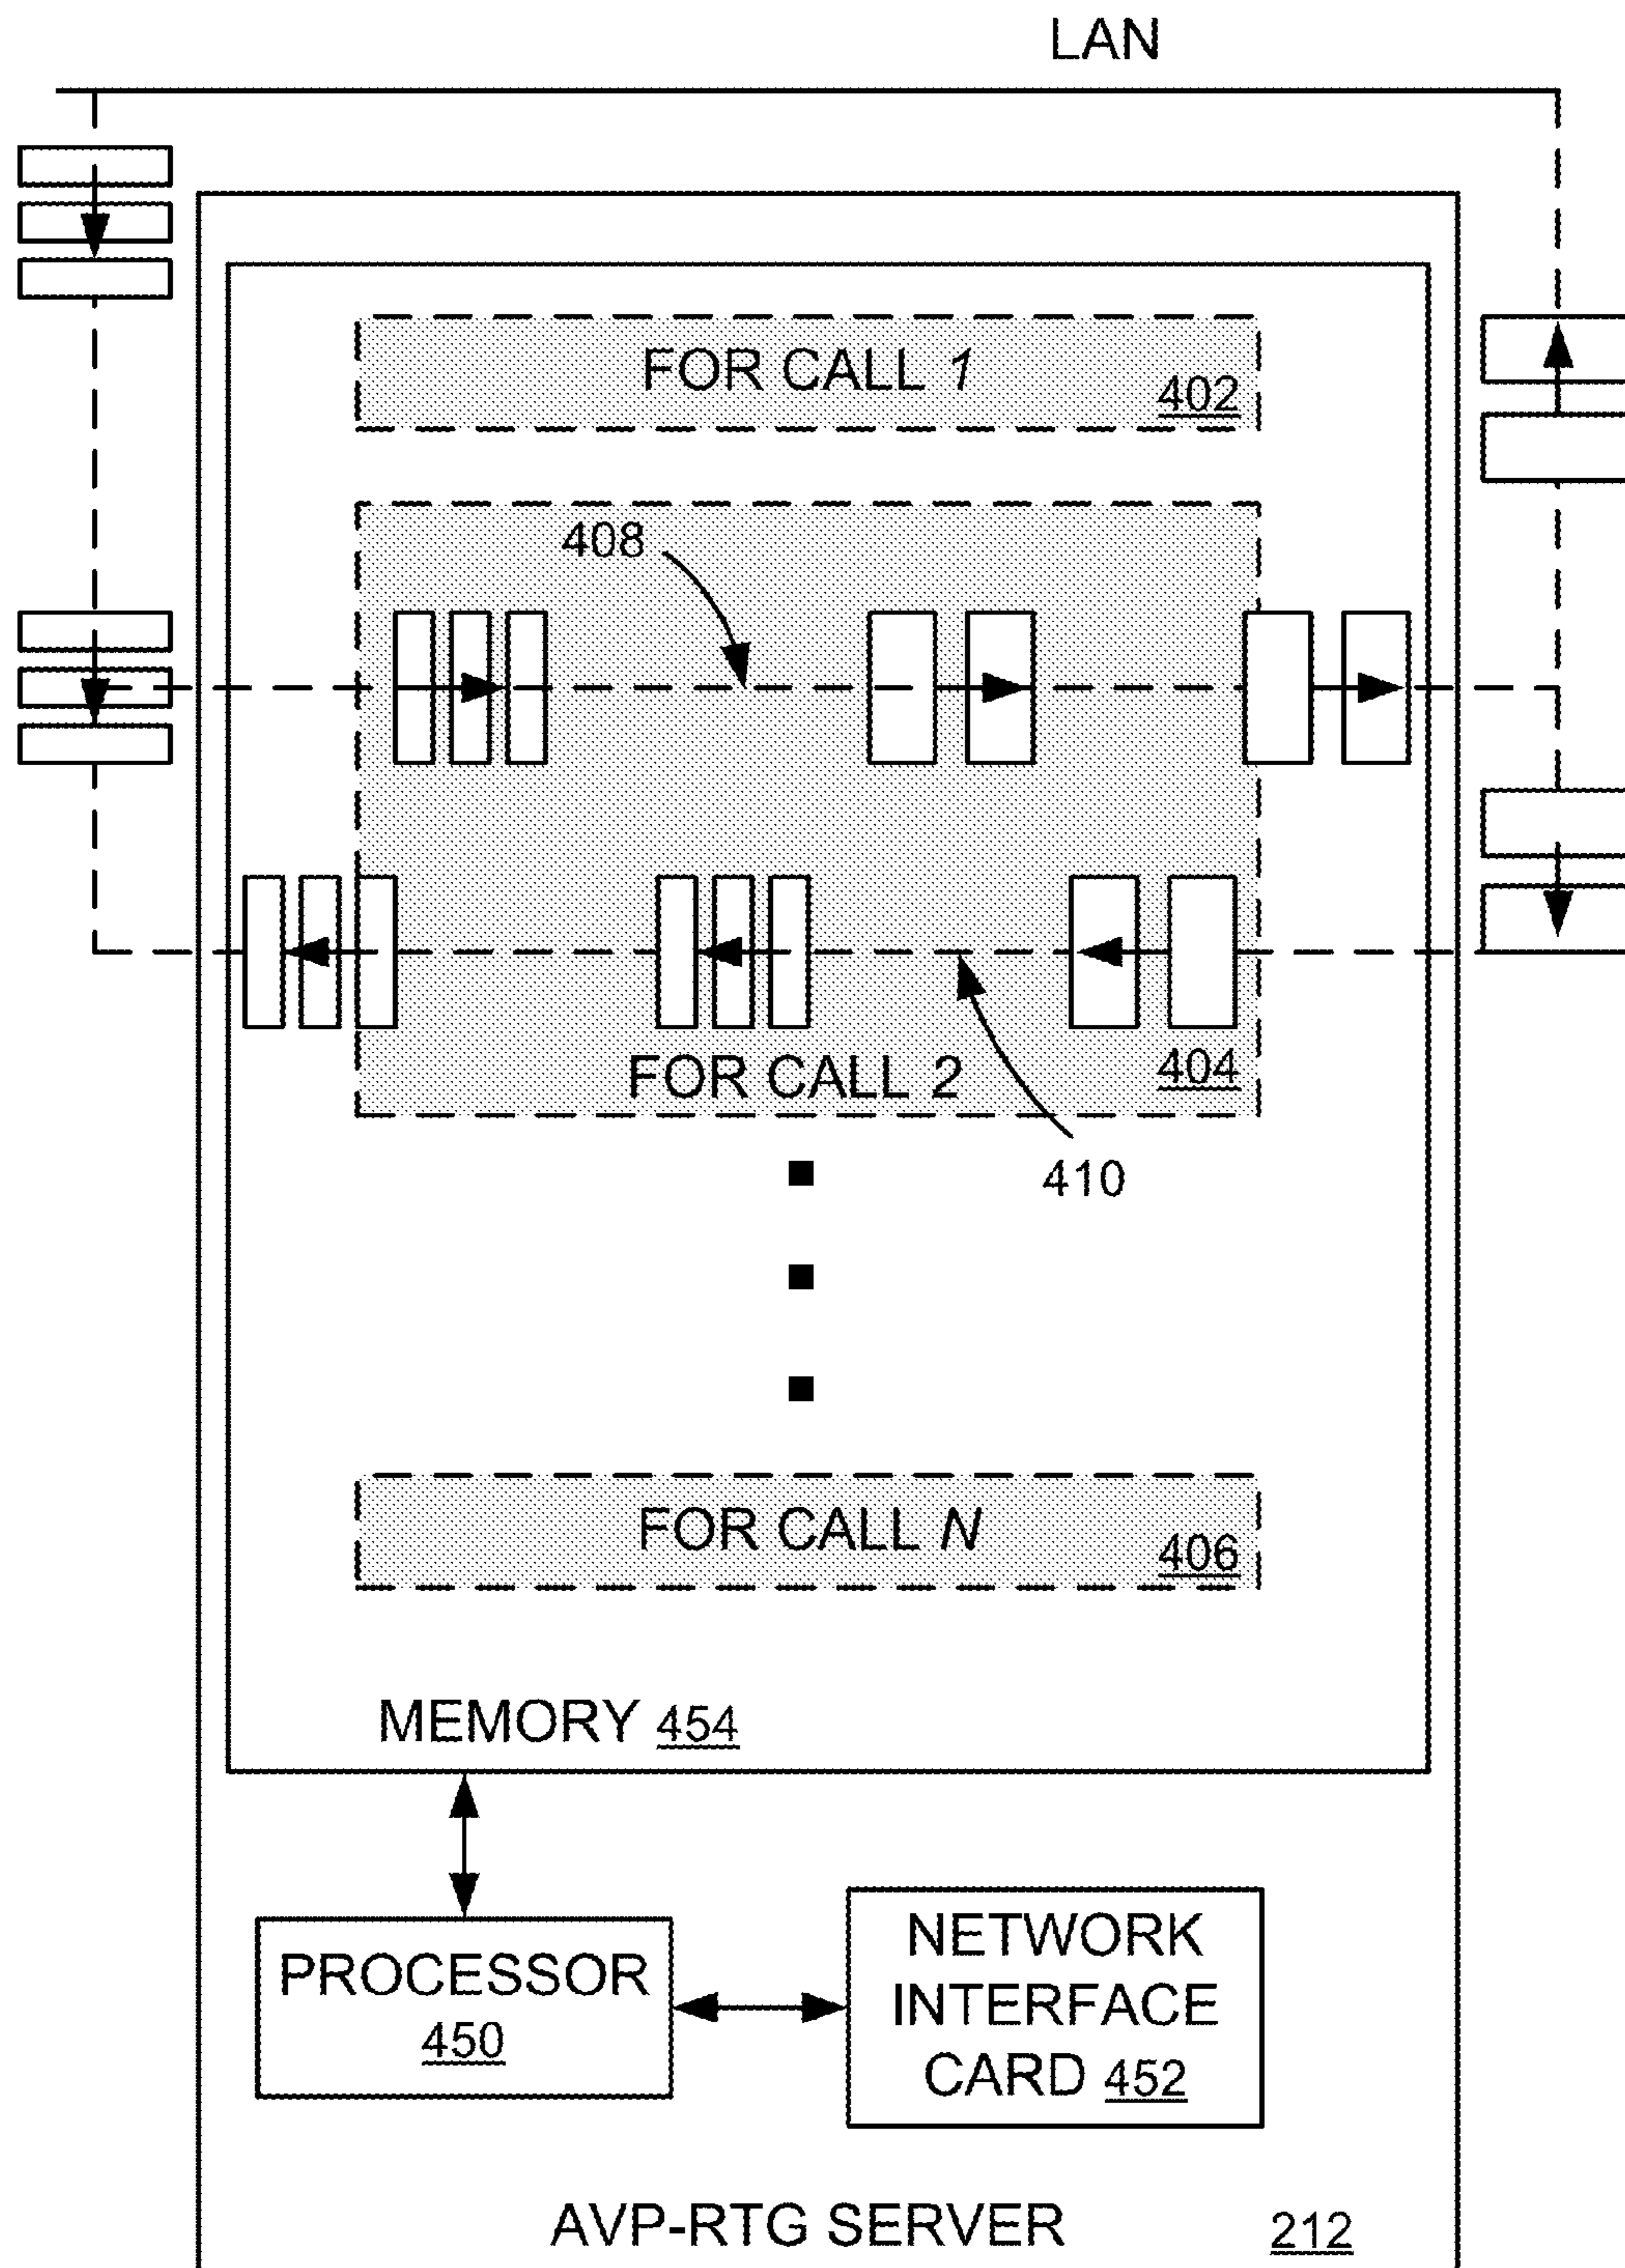 LAN
FOR CALL 1
402
408
FOR CALL 2
404
410
FOR CALL N
406
MEMORY 454
PROCESSOR
450
NETWORK
INTERFACE
CARD 452
AVP-RTG SERVER 212